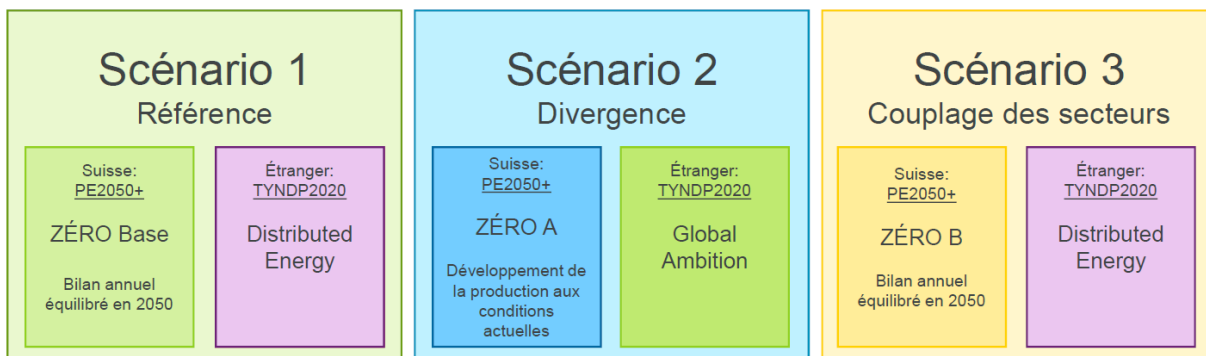 Scénario 1
Référence
Suisse:
PE2050+
ZÉRO Base
Bilan annuel
équilibré en 2050
Étranger:
TYNDP2020
Distributed
Energy
Scénario 2
Divergence
Suisse:
PE2050+
ZÉRO A
Développement de
la production aux
conditions
actuelles
Étranger:
TYNDP2020
Global
Ambition
Scénario 3
Couplage des secteurs
Suisse:
PE2050+
ZÉRO B
Bilan annuel
équilibré en 2050
Étranger:
TYNDP2020
Distributed
Energy